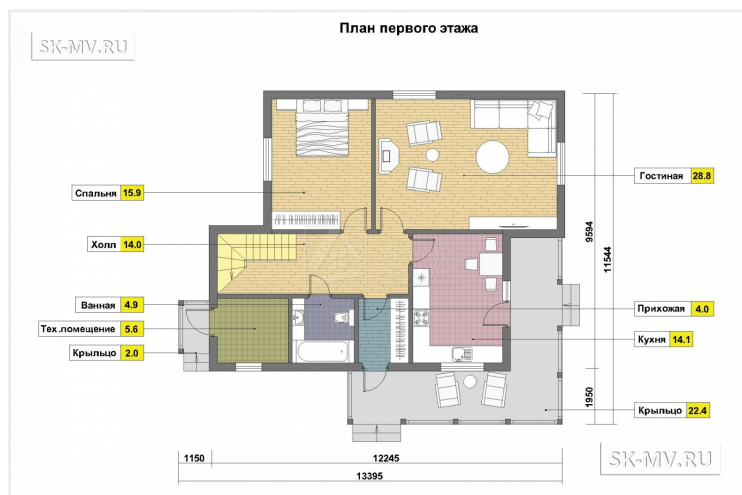 План первого этажа
SK-MV.RU
Спальня 15.9
Холл 14.0
Ванная 4.9
Тех.помещение 5.6
Крыльцо 2.0
Гостиная 28.8
9594
11544
Прихожая 4.0
Кухня 14.1
1950
Крыльцо 22.4
1150
12245
13395
SK-MV.RU